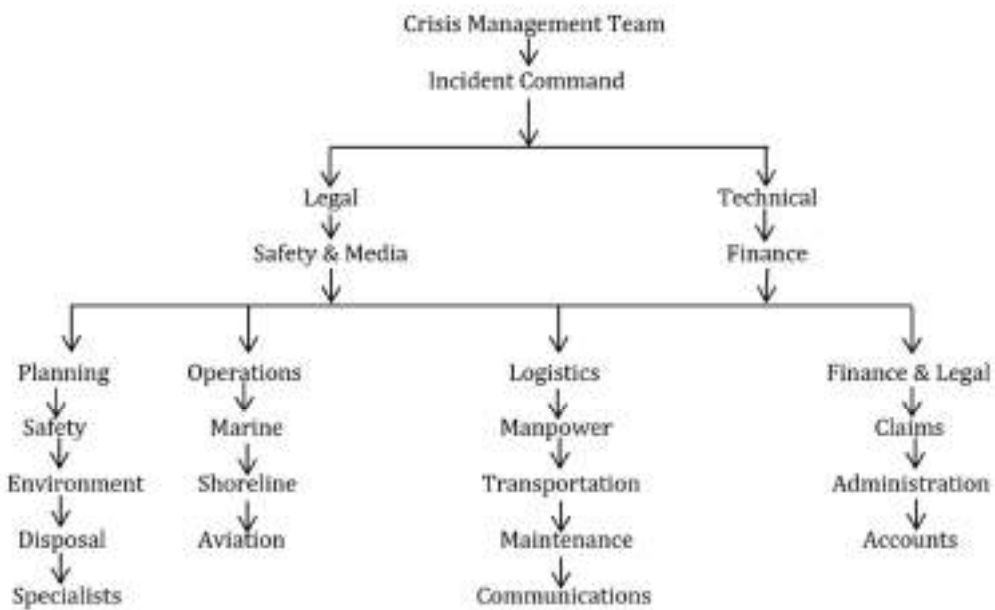 Crisis Management Team
Incident Command
Legal Technical
Safety & Media Finance
Planning Operations Logistics Finance & Legal
Safety Marine Manpower Claims
Environment Shoreline Transportation Administration
Disposal Aviation Maintenance Accounts
Specialists Communications